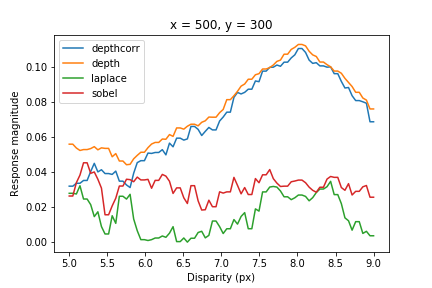 x = 500, y = 300
depthcorr
depth
laplace
sobel
Response magnitude
0.10
0.08
0.06
0.04
0.02
0.00
5.0 5.5 6.0 6.5 7.0 7.5 8.0 8.5 9.0
Disparity (px)